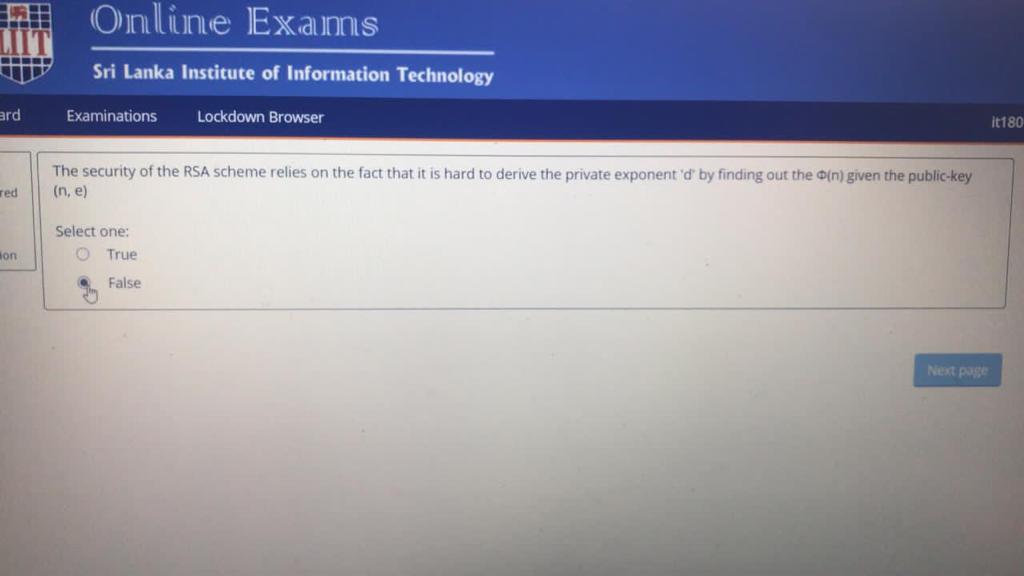 Online Exams
LIIT
Sri Lanka Institute of Information Technology
ard Examinations Lockdown Browser it180
The security of the RSA scheme relies on the fact that it is hard to derive the private exponent 'd' by finding out the Φ(n) given the public-key
red (n, e)
Select one:
ion True
False
Next page